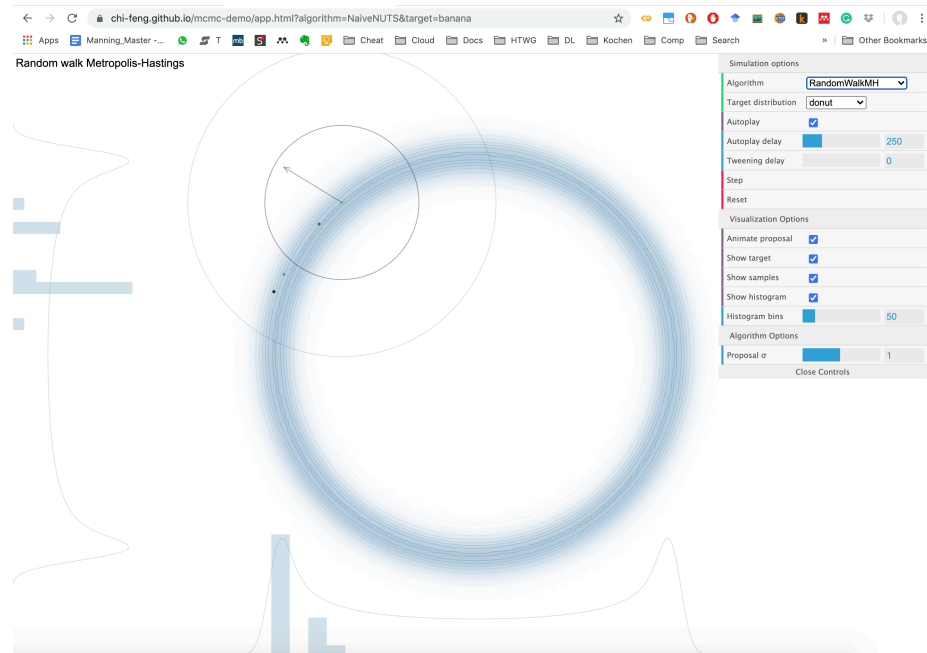 chi-feng.github.io/mcmc-demo/app.html?algorithm=NaiveNUTS&target=banana
Apps Manning_Master -... T mb S Cheat Cloud Docs HTWG DL Kochen Comp Search » Other Bookmarks
Random walk Metropolis-Hastings
Simulation options
Algorithm RandomWalkMH
Target distribution donut
Autoplay
Autoplay delay 250
Tweening delay 0
Step
Reset
Visualization Options
Animate proposal
Show target
Show samples
Show histogram
Histogram bins 50
Algorithm Options
Proposal σ 1
Close Controls